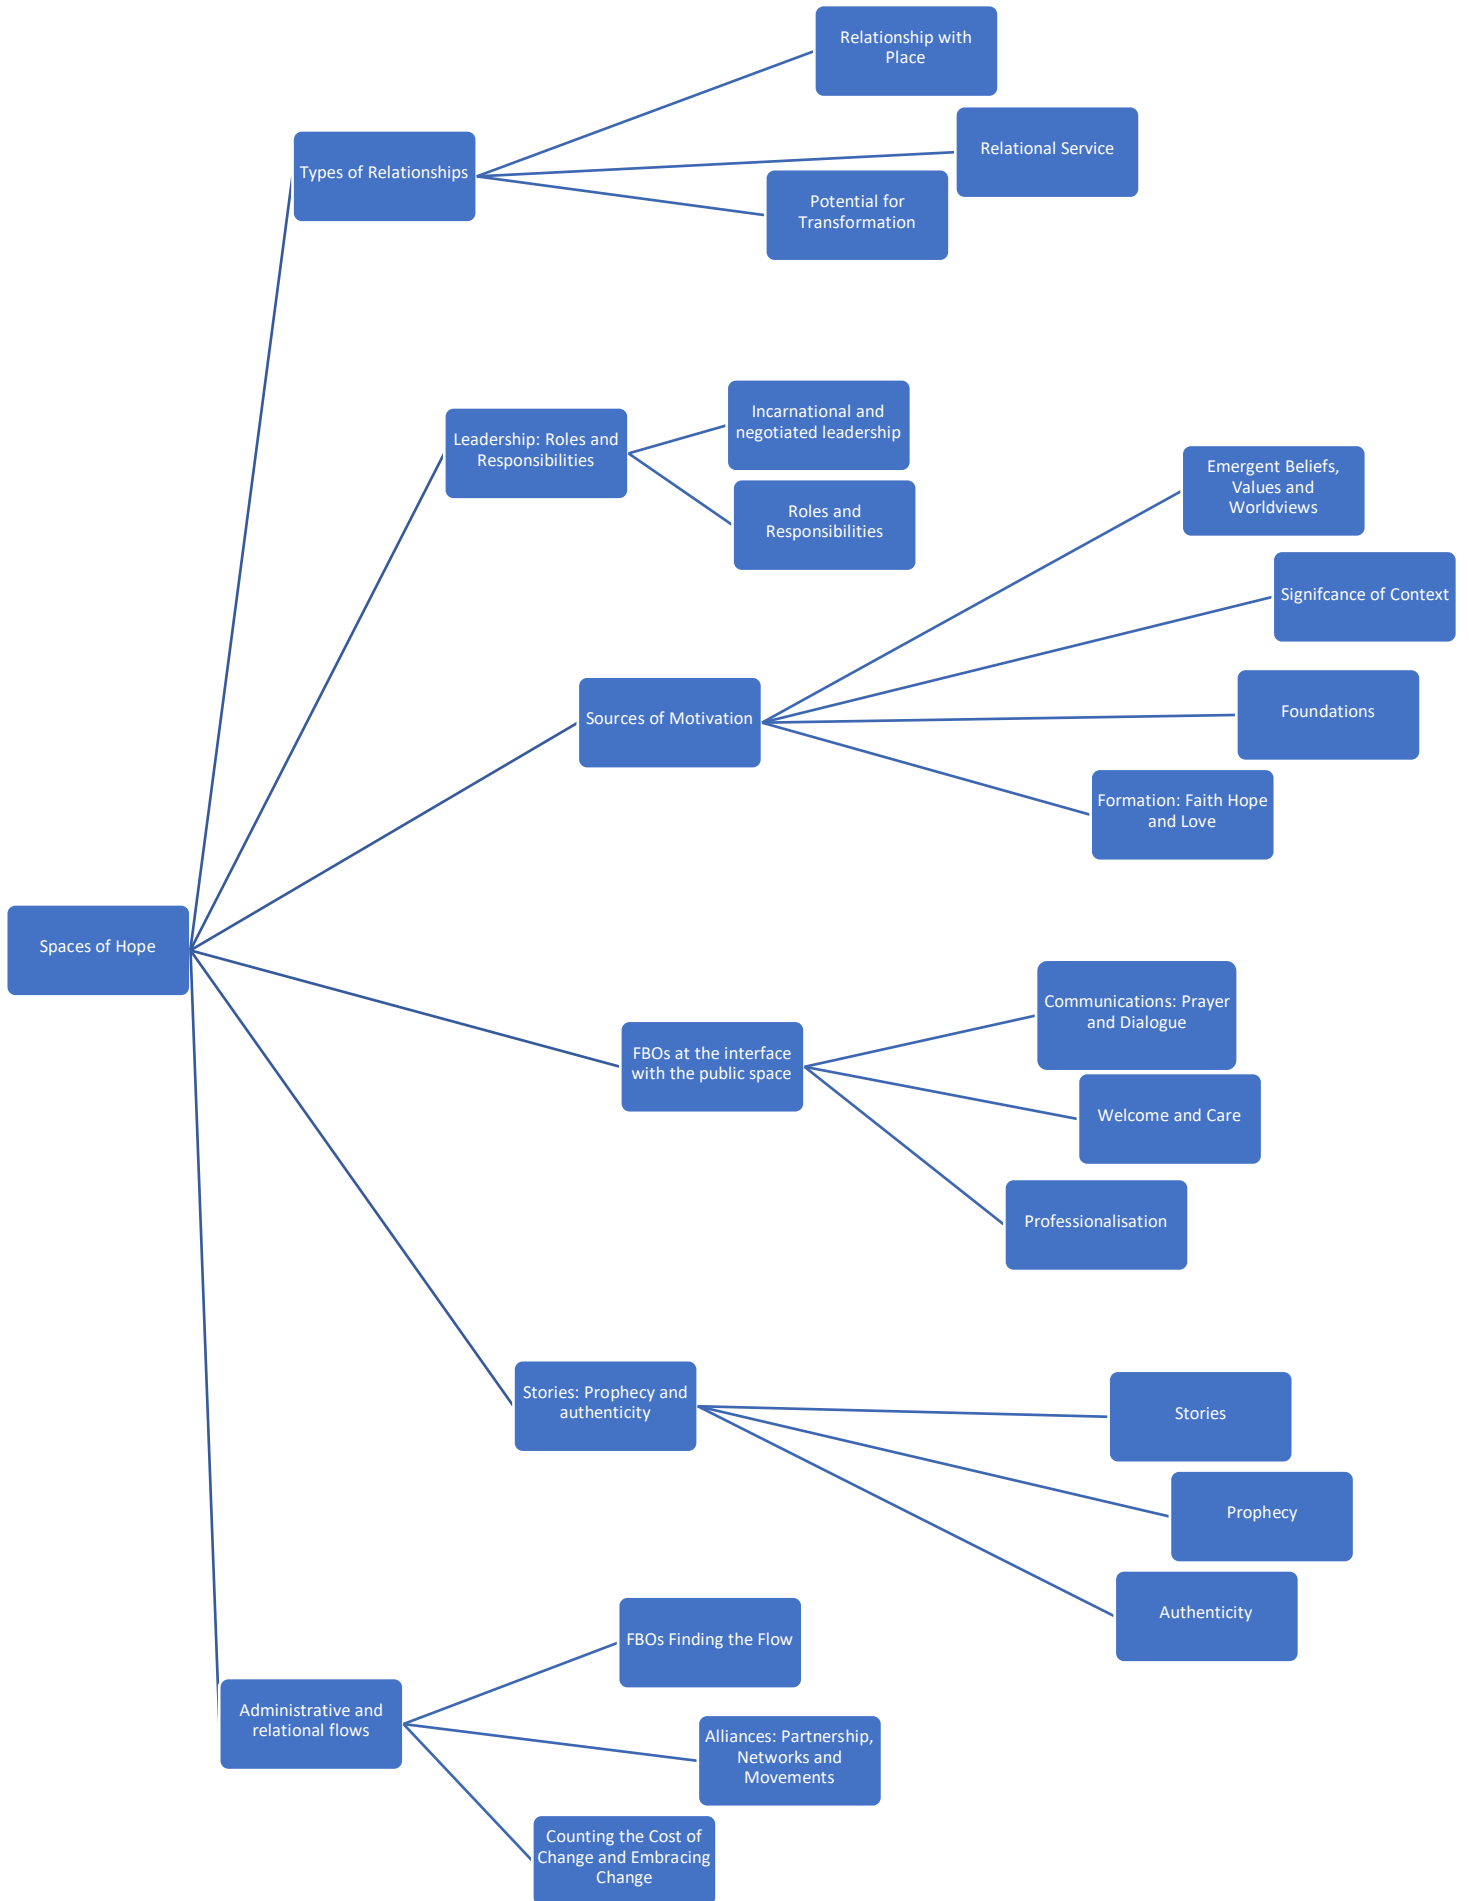 Spaces of Hope
Types of Relationships
Relationship with
Place
Relational Service
Potential for
Transformation
Leadership: Roles and
Responsibilities
Incarnational and
negotiated leadership
Roles and
Responsibilities
Sources of Motivation
Emergent Beliefs,
Values and
Worldviews
Signifcance of Context
Foundations
Formation: Faith Hope
and Love
FBOs at the interface
with the public space
Communications: Prayer
and Dialogue
Welcome and Care
Professionalisation
Stories: Prophecy and
authenticity
Stories
Prophecy
Authenticity
Administrative and
relational flows
FBOs Finding the Flow
Alliances: Partnership,
Networks and
Movements
Counting the Cost of
Change and Embracing
Change